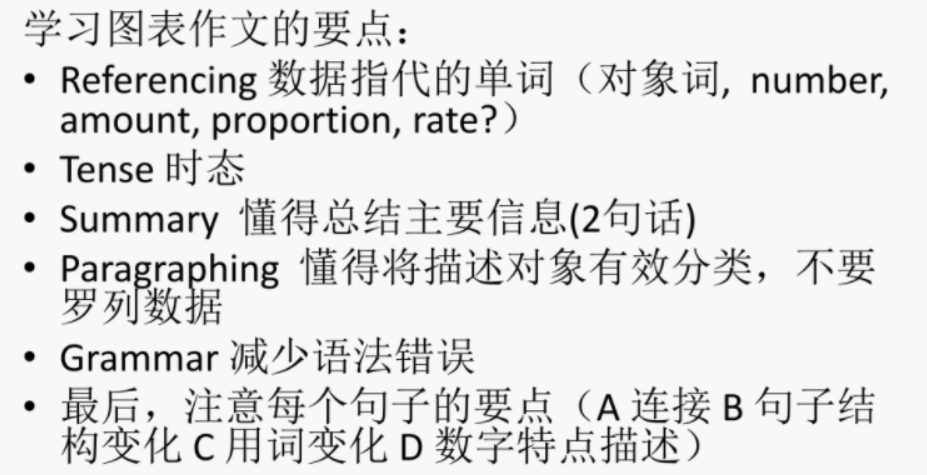 学习图表作文的要点：
• Referencing 数据指代的单词（对象词, number,
amount, proportion, rate?）
• Tense 时态
• Summary 懂得总结主要信息(2句话)
• Paragraphing 懂得将描述对象有效分类，不要
罗列数据
• Grammar 减少语法错误
• 最后，注意每个句子的要点（A 连接 B 句子结
构变化 C 用词变化 D 数字特点描述）